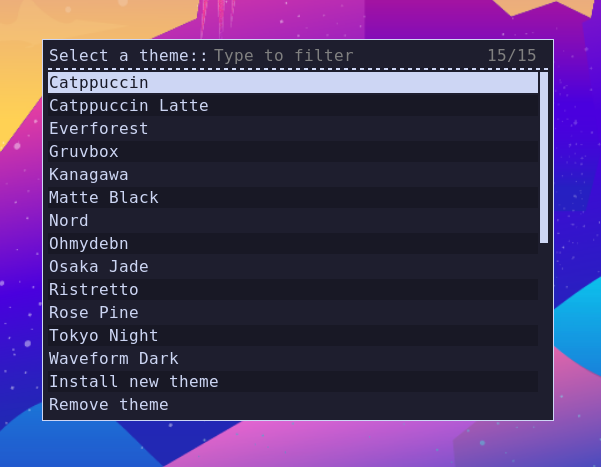 Select a theme:: Type to filter 15/15
Catppuccin
Catppuccin Latte
Everforest
Gruvbox
Kanagawa
Matte Black
Nord
Ohmydebn
Osaka Jade
Ristretto
Rose Pine
Tokyo Night
Waveform Dark
Install new theme
Remove theme